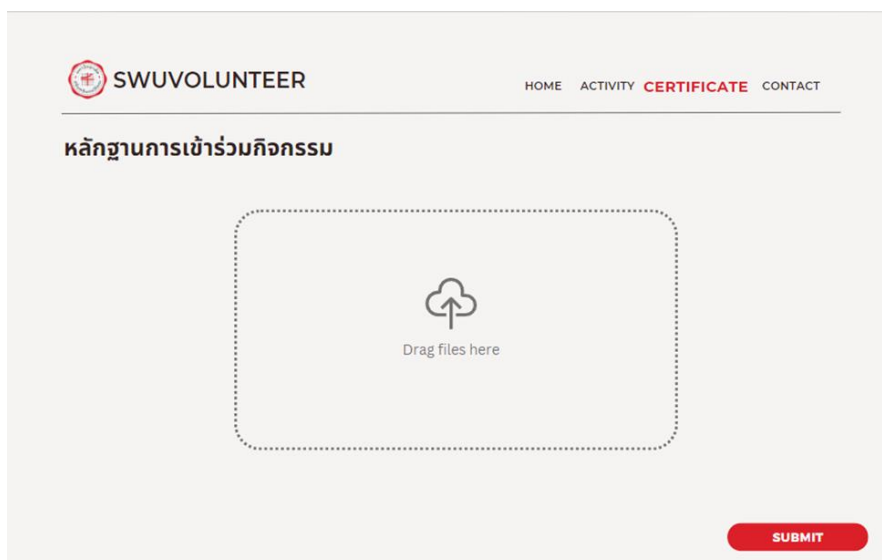 SWUVOLUNTEER
HOME ACTIVITY CERTIFICATE CONTACT
หลักฐานการเข้าร่วมกิจกรรม
Drag files here
SUBMIT